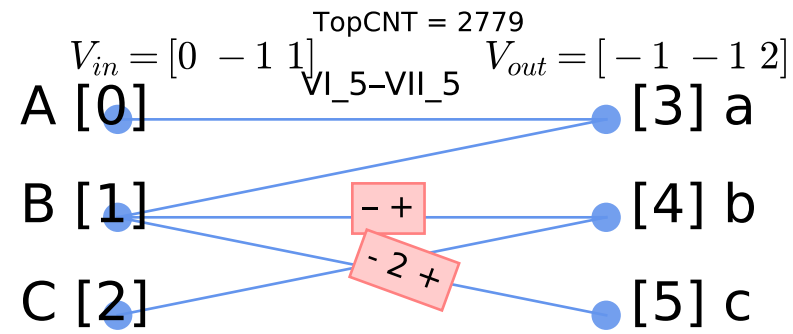 TopCNT = 2779
V_in = [0 −1 1]
V_out = [−1 −1 2]
VI_5–VII_5
A [0]
[3] a
B [1]
– +
[4] b
- 2 +
C [2]
[5] c